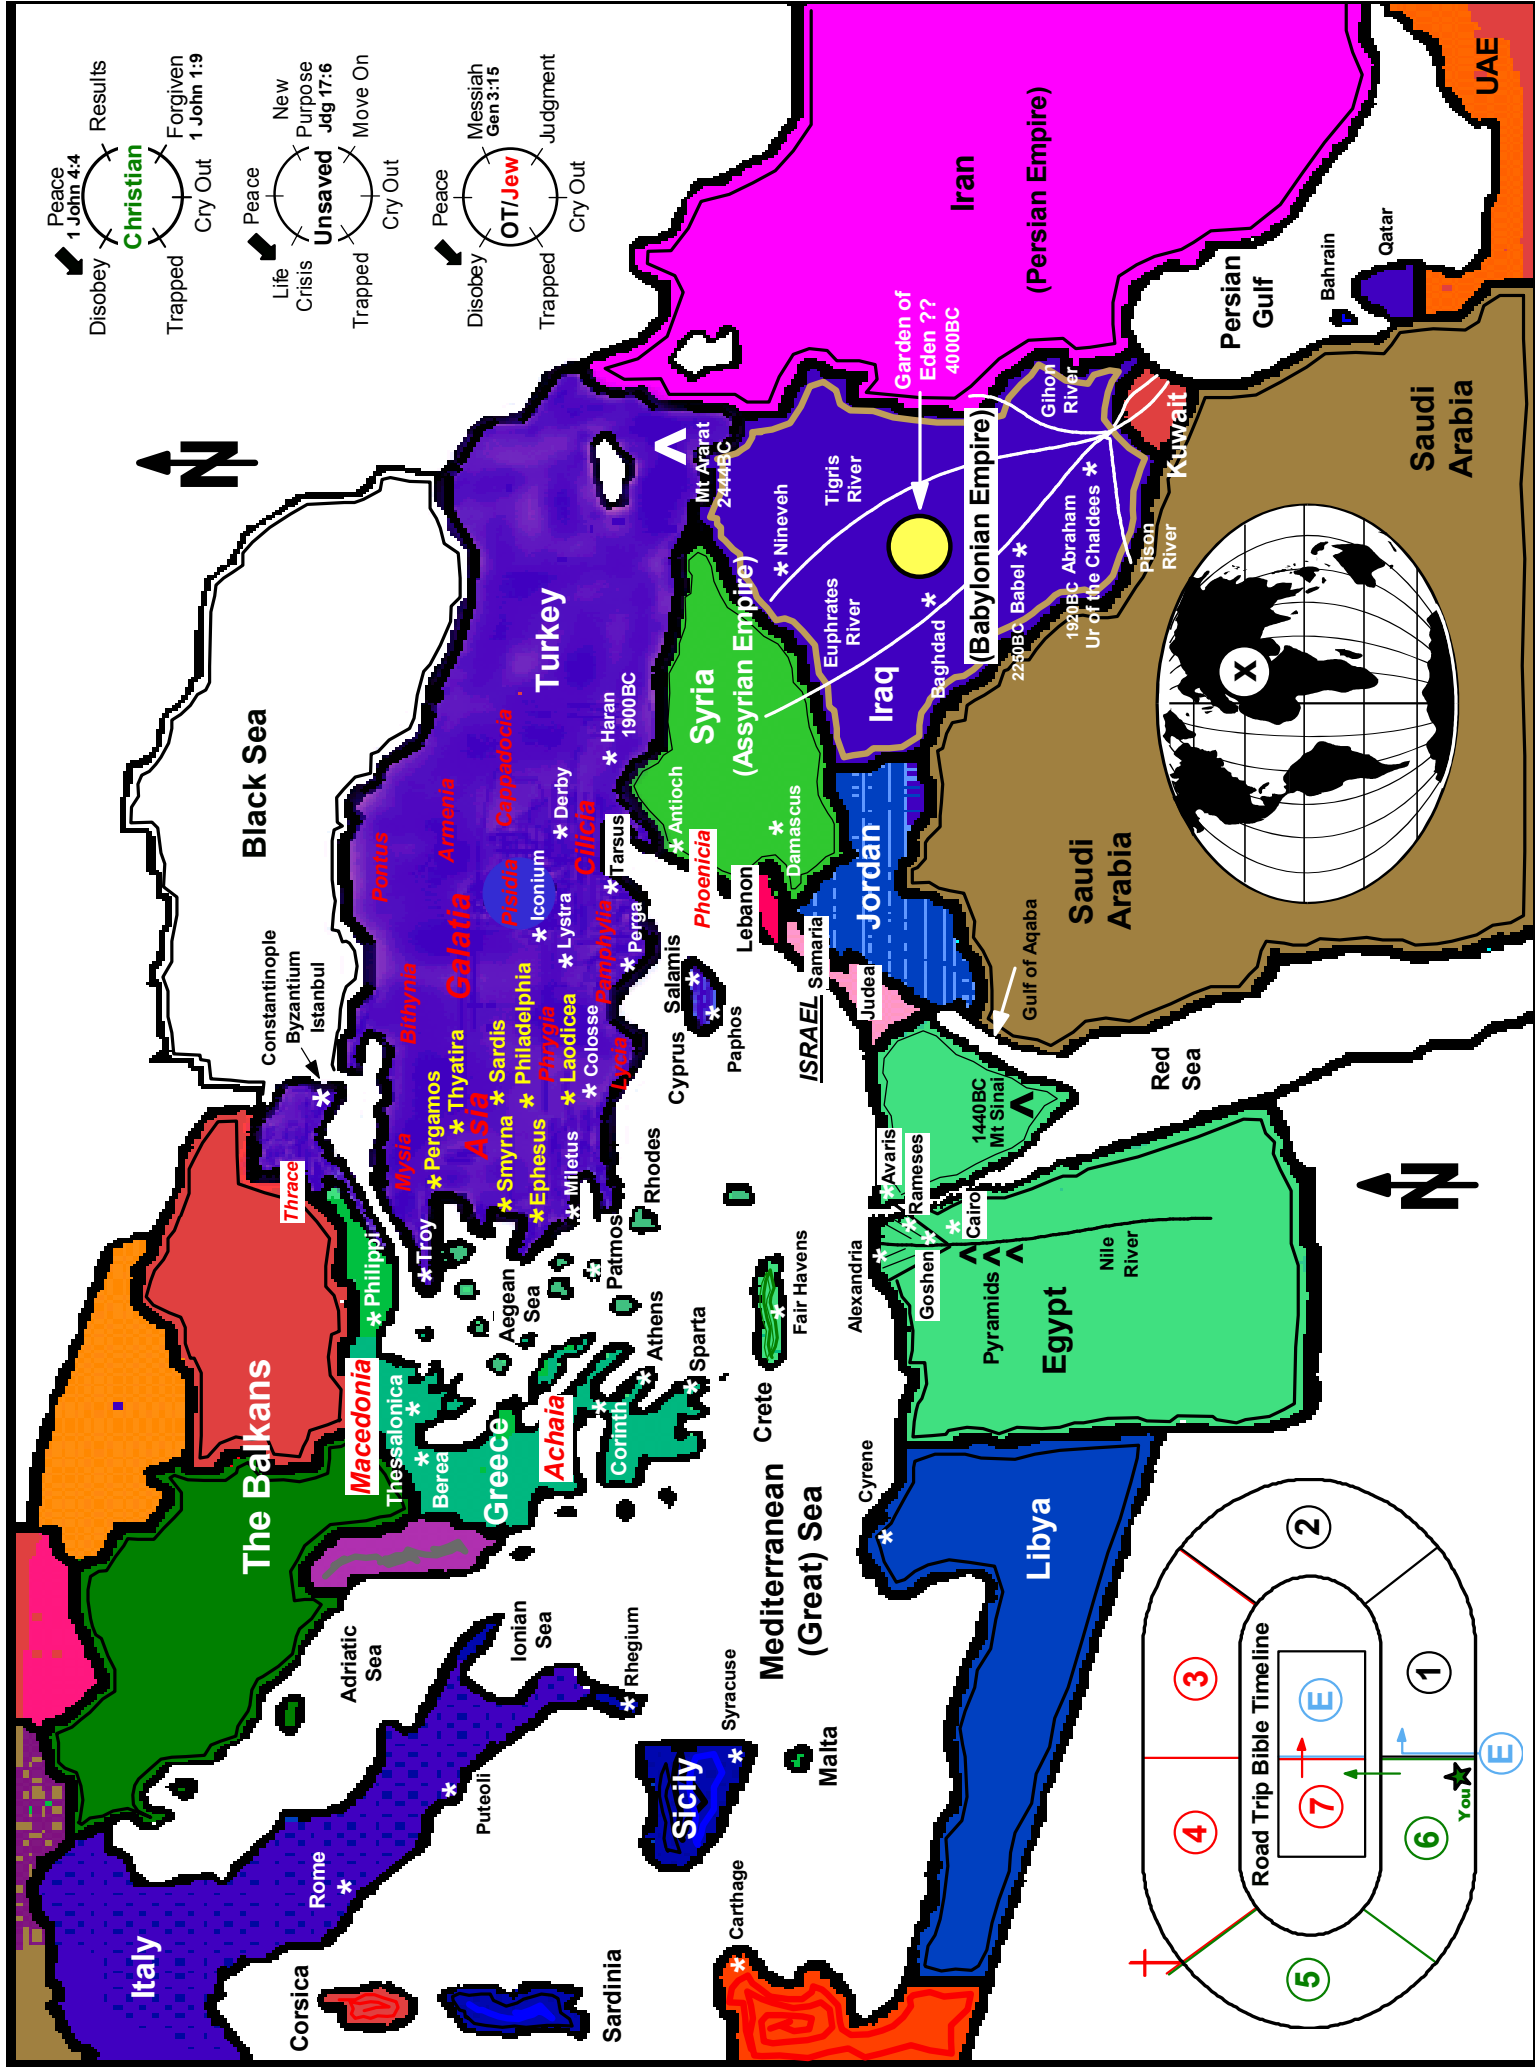 Peace
1 John 4:4
Results
Disobey
Christian
Forgiven
1 John 1:9
Trapped
Cry Out
Peace
New
Purpose
Jdg 17:6
Life
Crisis
Unsaved
Move On
Trapped
Cry Out
Peace
Messiah
Gen 3:15
Disobey
OT/Jew
Judgment
Trapped
Cry Out
N
Italy
Rome
Puteoli
Corsica
Sardinia
Adriatic
Sea
Ionian
Sea
Rhegium
Sicily
Syracuse
Malta
Carthage
The Balkans
Macedonia
Thessalonica
Berea
Greece
Achaia
Corinth
Athens
Sparta
Philippi
Thrace
Aegean
Sea
Patmos
Rhodes
Crete
Fair Havens
Mediterranean
(Great) Sea
Black Sea
Constantinople
Byzantium
Istanbul
Troy
Mysia
Pergamos
Thyatira
Asia
Smyrna
Sardis
Ephesus
Philadelphia
Phrygia
Laodicea
Miletus
Colosse
Lycia
Bithynia
Galatia
Pontus
Armenia
Pisidia
Cappadocia
Iconium
Lystra
Derby
Pamphylia
Perga
Cilicia
Tarsus
Haran
1900BC
Turkey
Mt Ararat
2444BC
Cyprus
Salamis
Paphos
Phoenicia
Lebanon
Antioch
Damascus
Syria
(Assyrian Empire)
ISRAEL
Samaria
Judea
Jordan
Iraq
Euphrates
River
Nineveh
Tigris
River
Baghdad
Garden of
Eden ??
4000BC
(Babylonian Empire)
2250BC Babel
1920BC Abraham
Ur of the Chaldees
Gihon
River
Pison
River
Kuwait
Iran
(Persian Empire)
Persian
Gulf
Bahrain
Qatar
UAE
Saudi
Arabia
Saudi
Arabia
X
Gulf of Aqaba
Red
Sea
1440BC
Mt Sinai
Avaris
Rameses
Goshen
Cairo
Alexandria
Pyramids
Nile
River
Egypt
N
Cyrene
Libya
Road Trip Bible Timeline
1
2
3
4
5
6
7
E
E
You